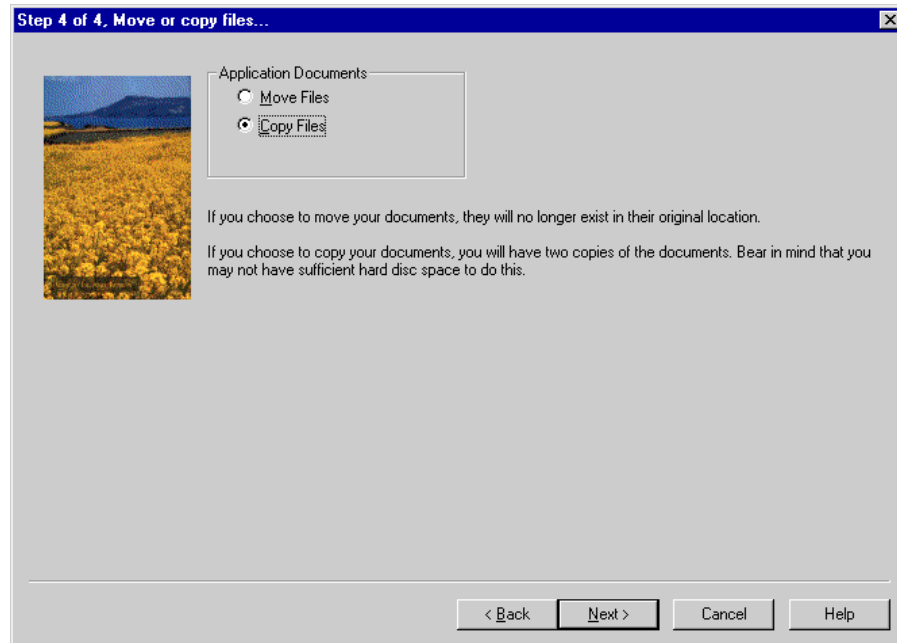 Step 4 of 4, Move or copy files...
Application Documents
Move Files
Copy Files
If you choose to move your documents, they will no longer exist in their original location.
If you choose to copy your documents, you will have two copies of the documents. Bear in mind that you
may not have sufficient hard disc space to do this.
< Back
Next >
Cancel
Help